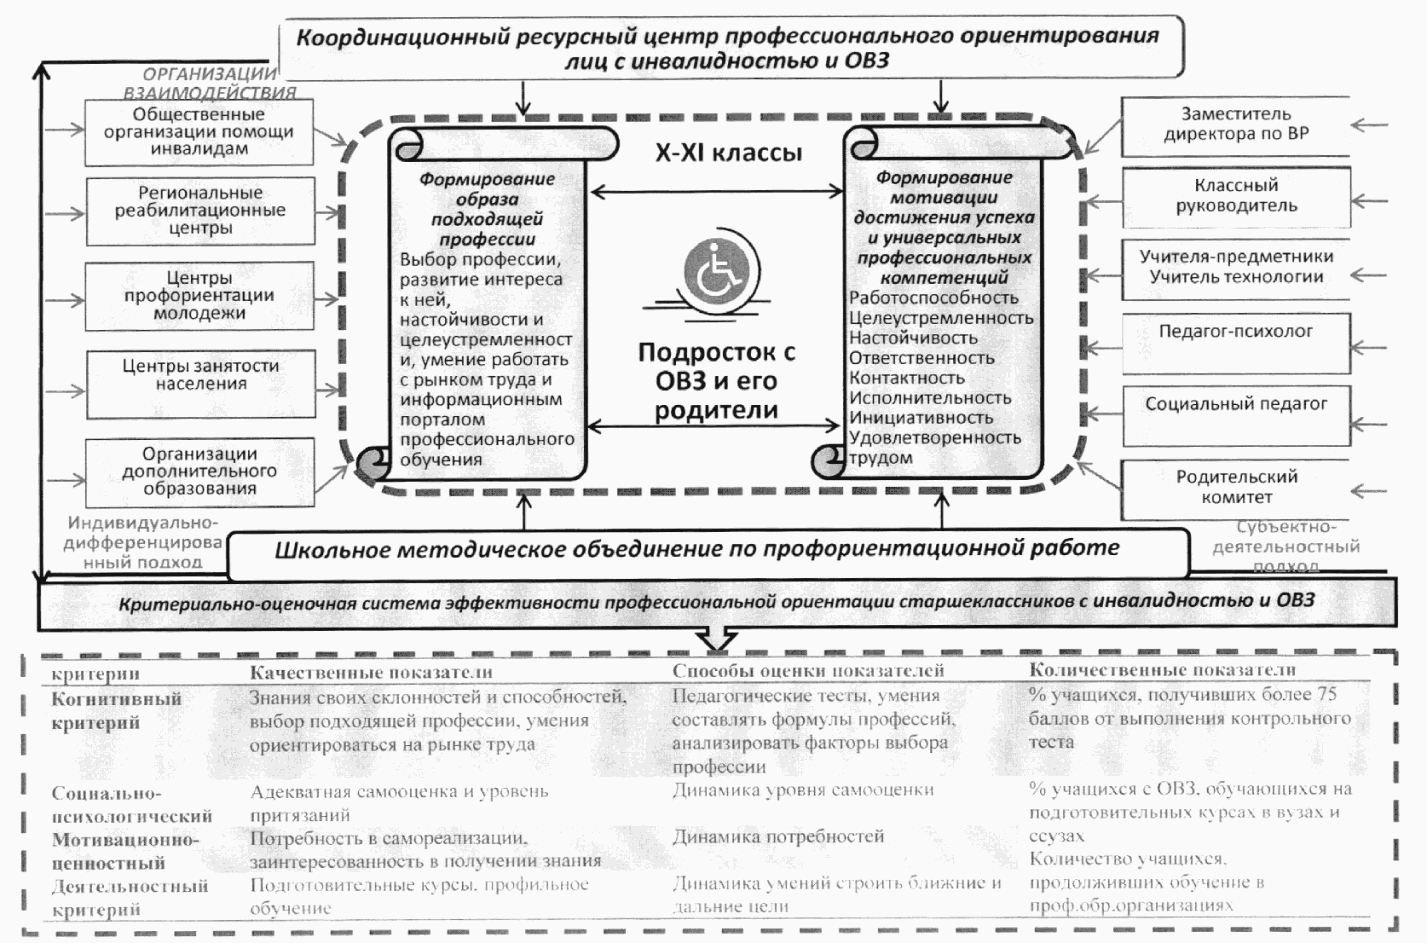 Координационный ресурсный центр профессионального ориентирования
лиц с инвалидностью и ОВЗ
ОРГАНИЗАЦИИ
ВЗАИМОДЕЙСТВИЯ
Общественные
организации помощи
инвалидам
Региональные
реабилитационные
центры
Центры
профориентации
молодежи
Центры занятости
населения
Организации
дополнительного
образования
Индивидуально-
дифференцирова
нный подход
Формирование
образа
подходящей
профессии
Выбор профессии,
развитие интереса
к ней,
настойчивости и
целеустремленност
и, умение работать
с рынком труда и
информационным
порталом
профессионального
обучения
X-XI классы
Подросток с
ОВЗ и его
родители
Формирование
мотивации
достижения успеха
и универсальных
профессиональных
компетенций
Работоспособность
Целеустремленность
Настойчивость
Ответственность
Контактность
Исполнительность
Инициативность
Удовлетворенность
трудом
Заместитель
директора по ВР
Классный
руководитель
Учителя-предметники
Учитель технологии
Педагог-психолог
Социальный педагог
Родительский
комитет
Субъектно-
деятельностный
подход
Школьное методическое объединение по профориентационной работе
Критериально-оценочная система эффективности профессиональной ориентации старшеклассников с инвалидностью и ОВЗ
критерии Качественные показатели Способы оценки показателей Количественные показатели
Когнитивный Знания своих склонностей и способностей, Педагогические тесты, умения % учащихся, получивших более 75
критерий выбор подходящей профессии, умения составлять формулы профессий, баллов от выполнения контрольного
ориентироваться на рынке труда анализировать факторы выбора теста
профессии
Социально- Адекватная самооценка и уровень Динамика уровня самооценки % учащихся с ОВЗ, обучающихся на
психологический притязаний подготовительных курсах в вузах и
Мотивационно- Потребность в самореализации, Динамика потребностей ссузах
ценностный заинтересованность в получении знания Количество учащихся,
Деятельностный Подготовительные курсы, профильное Динамика умений строить ближние и продолживших обучение в
критерий обучение дальние цели проф.обр.организациях